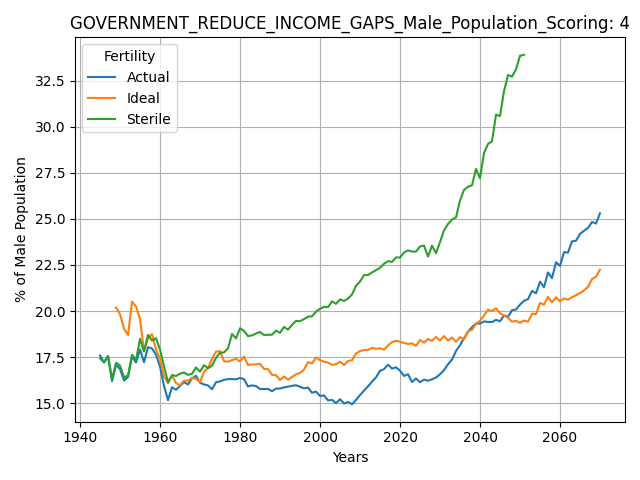 GOVERNMENT_REDUCE_INCOME_GAPS_Male_Population_Scoring: 4
Fertility
Actual
Ideal
Sterile
% of Male Population
32.5
30.0
27.5
25.0
22.5
20.0
17.5
15.0
1940 1960 1980 2000 2020 2040 2060
Years